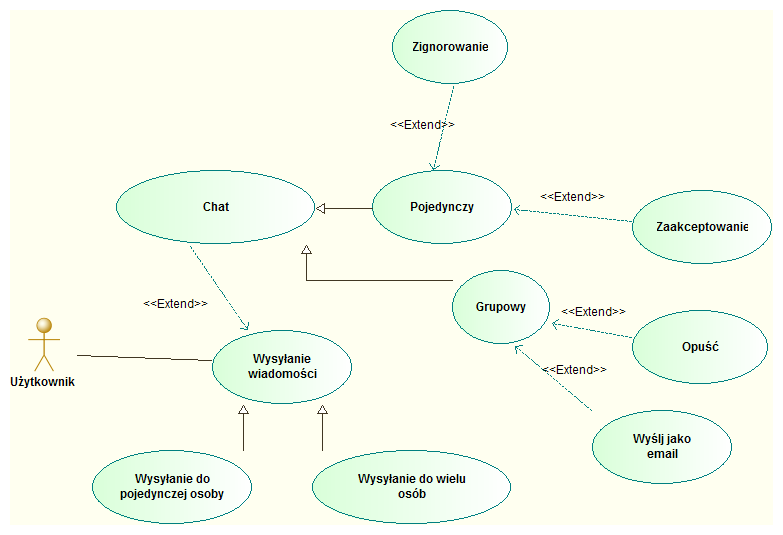 Zignorowanie
<<Extend>>
Chat
Pojedynczy
<<Extend>>
Zaakceptowanie
Grupowy
<<Extend>>
<<Extend>>
Opuść
Wysyłanie
wiadomości
<<Extend>>
Użytkownik
Wyślj jako
email
Wysyłanie do
pojedynczej osoby
Wysyłanie do wielu
osób